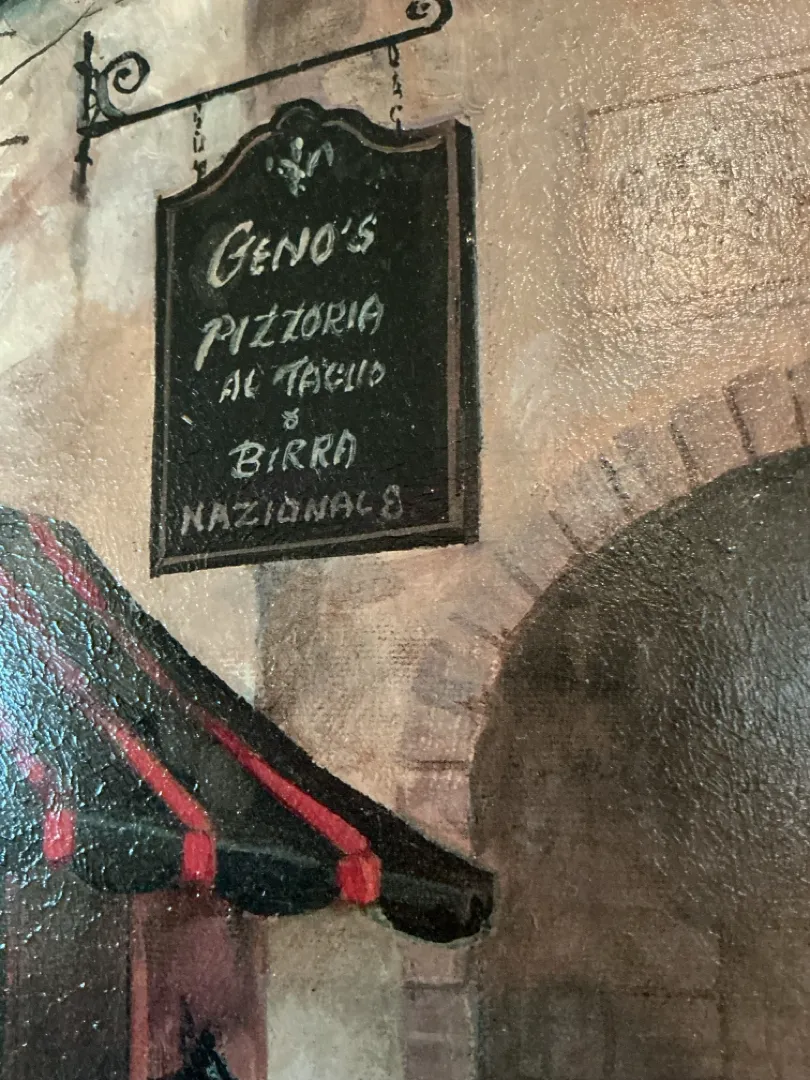 GENO'S
PIZZORIA
AL TAGLIO
&
BIRRA
NAZIONALE